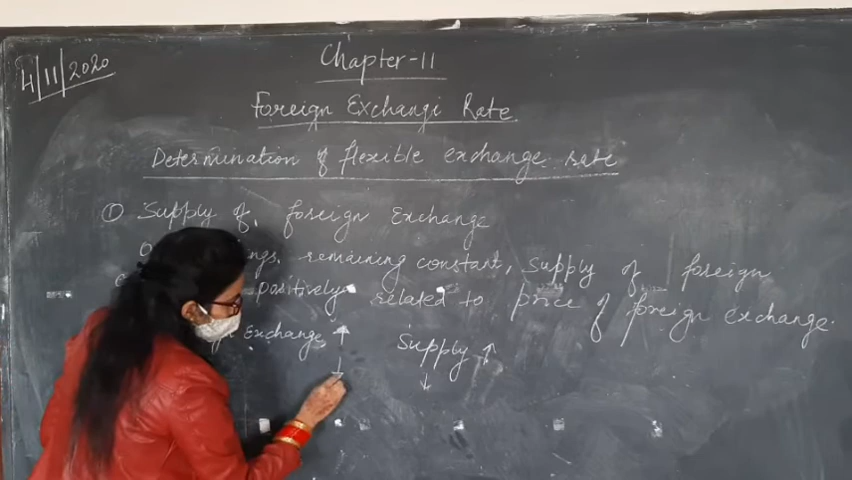 4/11/2020
Chapter-11
Foreign Exchangi Rate
Determination of flexible exchange rate
① Supply of, foreign Exchange
remaining constant, supply of foreign
positively related to price of foreign exchange.
Exchange ↑ Supply ↑
↓ ↓